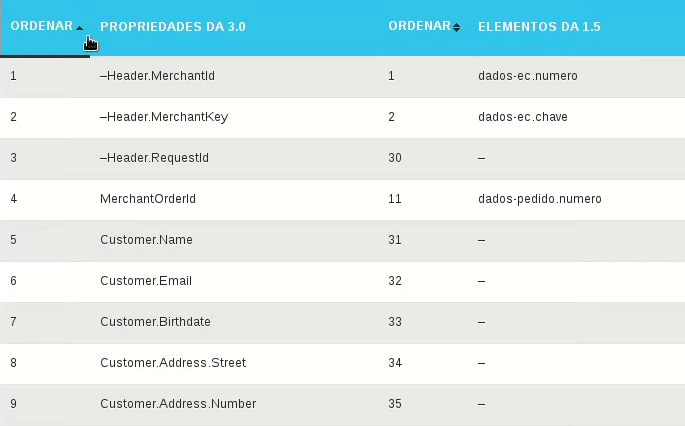 ORDENAR PROPRIEDADES DA 3.0 ORDENAR ELEMENTOS DA 1.5
1 –Header.MerchantId 1 dados-ec.numero
2 –Header.MerchantKey 2 dados-ec.chave
3 –Header.RequestId 30 –
4 MerchantOrderId 11 dados-pedido.numero
5 Customer.Name 31 –
6 Customer.Email 32 –
7 Customer.Birthdate 33 –
8 Customer.Address.Street 34 –
9 Customer.Address.Number 35 –